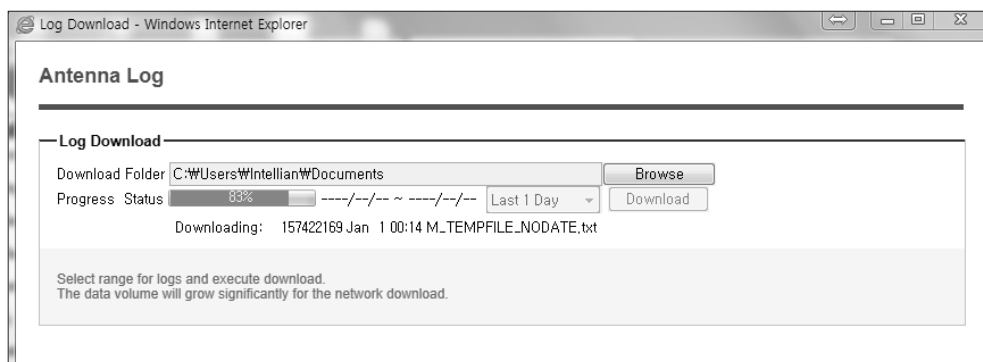 Log Download - Windows Internet Explorer
Antenna Log
Log Download
Download Folder C:₩Users₩Intellian₩Documents Browse
Progress Status 83% ----/--/-- ~ ----/--/-- Last 1 Day Download
Downloading: 157422169 Jan 1 00:14 M_TEMPFILE_NODATE.txt
Select range for logs and execute download.
The data volume will grow significantly for the network download.